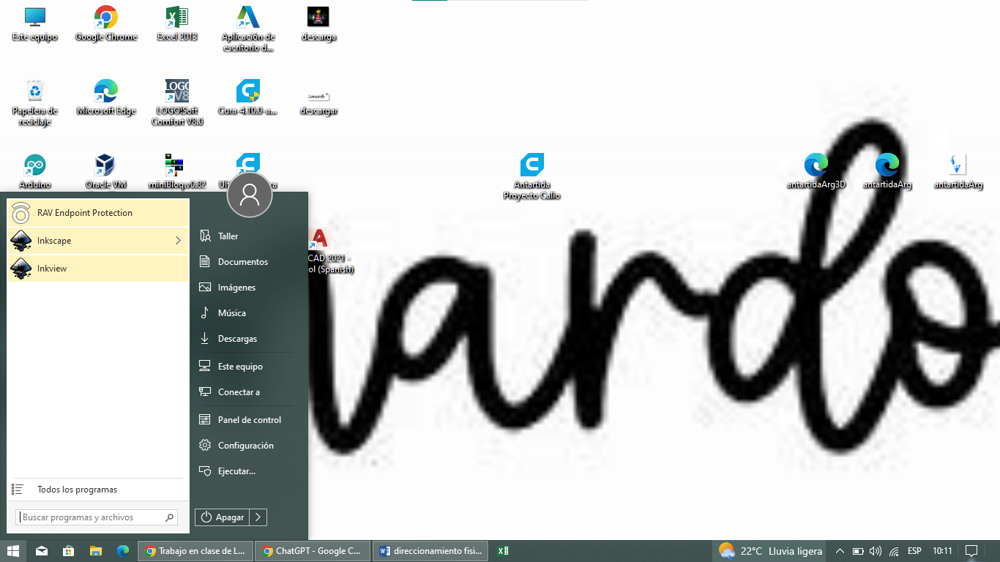 Este equipo
Google Chrome
Excel 2013
Aplicación de
escritorio d...
descarga
Papelera de
reciclaje
Microsoft Edge
LOGO!Soft
Comfort V8.0
Cura-4.10.0-a...
descargar
Arduino
Oracle VM
miniBloq.v0.82
Antartida
Proyecto Calio
antartidaArg3D
antartidaArg
antartidaArg
CAD 2021 -
ol (Spanish)
ardo
RAV Endpoint Protection
Inkscape
Inkview
Todos los programas
Buscar programas y archivos
Taller
Documentos
Imágenes
Música
Descargas
Este equipo
Conectar a
Panel de control
Configuración
Ejecutar...
Apagar
Trabajo en clase de L...
ChatGPT - Google C...
direccionamiento fisi...
22°C Lluvia ligera
ESP
10:11